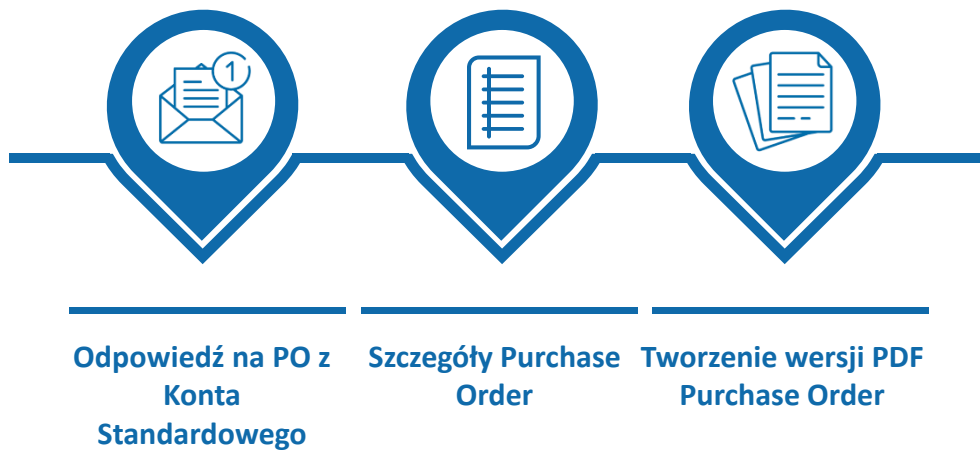 1
Odpowiedź na PO z
Konta
Standardowego
Szczegóły Purchase
Order
Tworzenie wersji PDF
Purchase Order